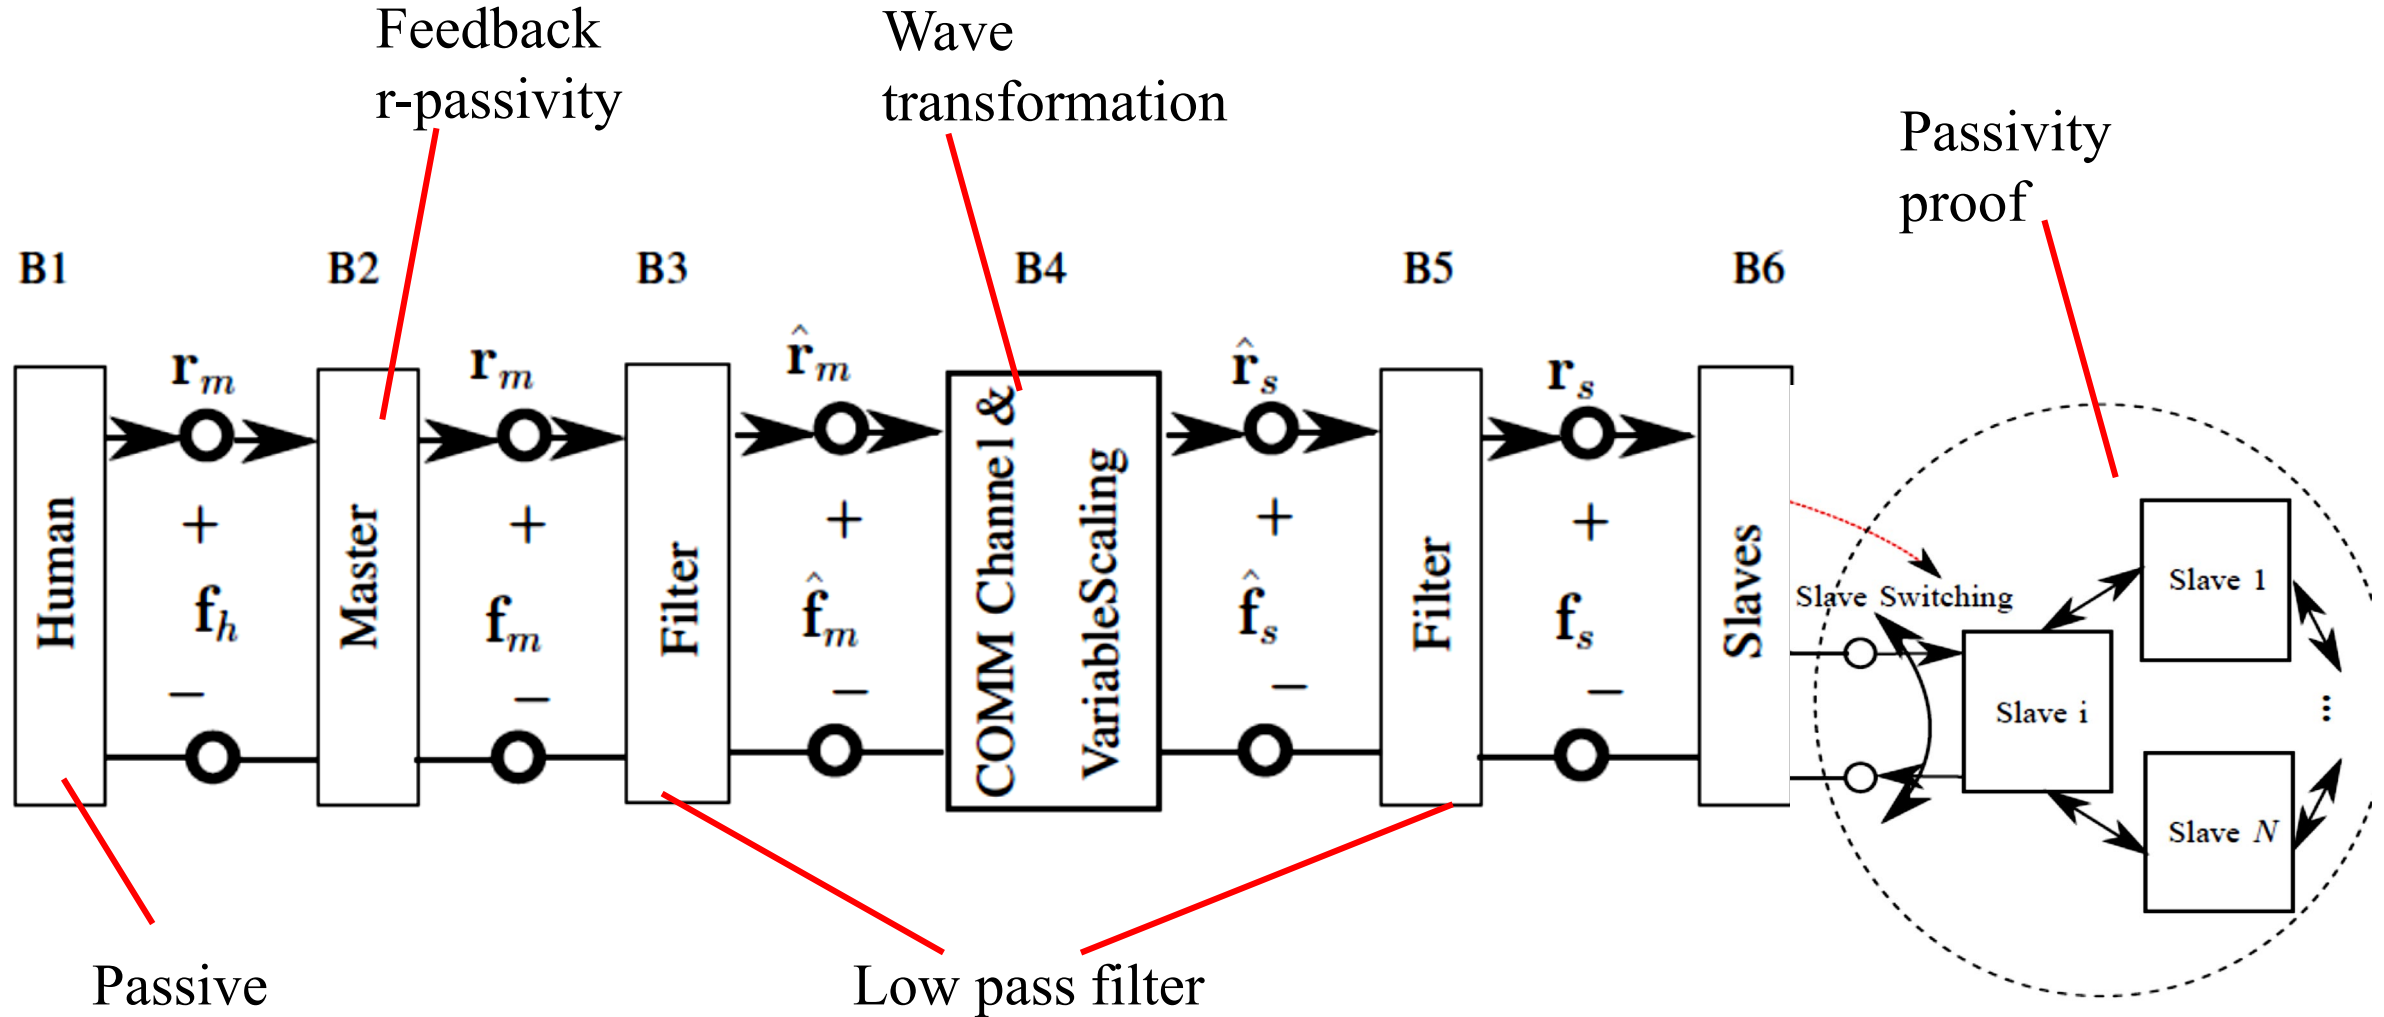 Feedback
r-passivity
Wave
transformation
Passivity
proof
B1
B2
B3
B4
B5
B6
r_m
r_m
r̂_m
r̂_s
r_s
+
+
+
+
+
f_h
f_m
f̂_m
f̂_s
f_s
−
−
−
−
−
Human
Master
Filter
COMM Channel &
VariableScaling
Filter
Slaves
Slave Switching
Slave 1
Slave i
...
Slave N
Passive
Low pass filter